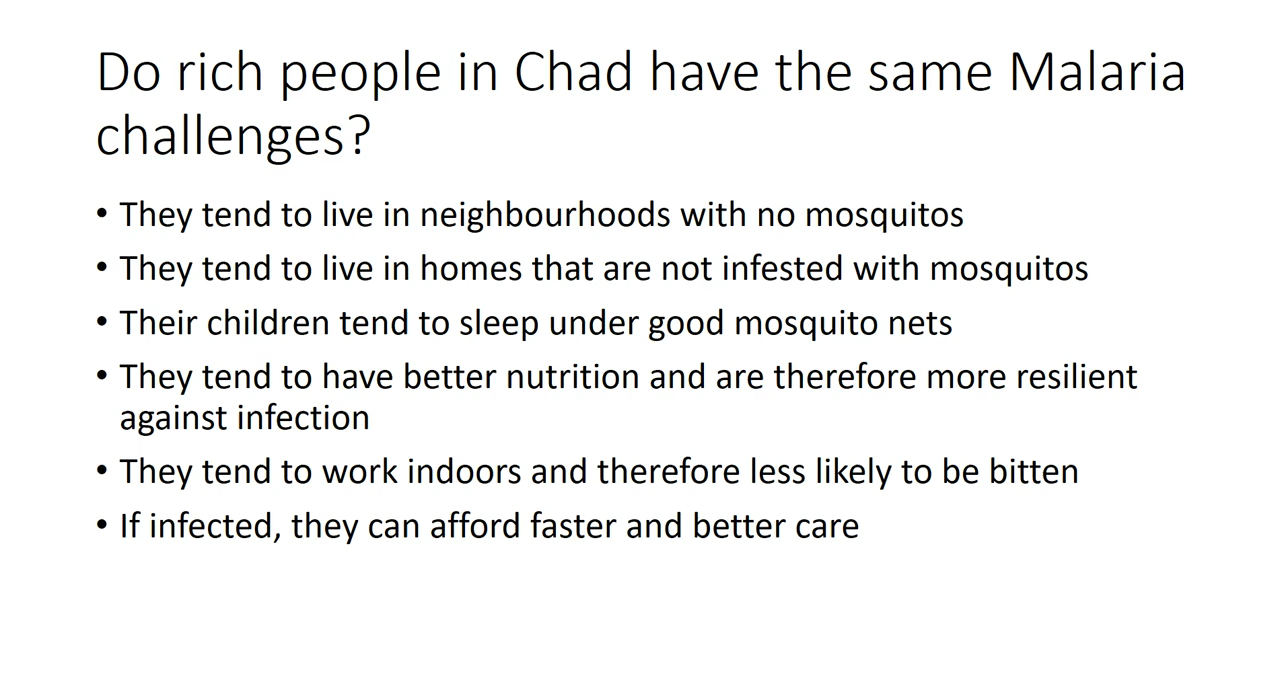 Do rich people in Chad have the same Malaria
challenges?
• They tend to live in neighbourhoods with no mosquitos
• They tend to live in homes that are not infested with mosquitos
• Their children tend to sleep under good mosquito nets
• They tend to have better nutrition and are therefore more resilient
against infection
• They tend to work indoors and therefore less likely to be bitten
• If infected, they can afford faster and better care